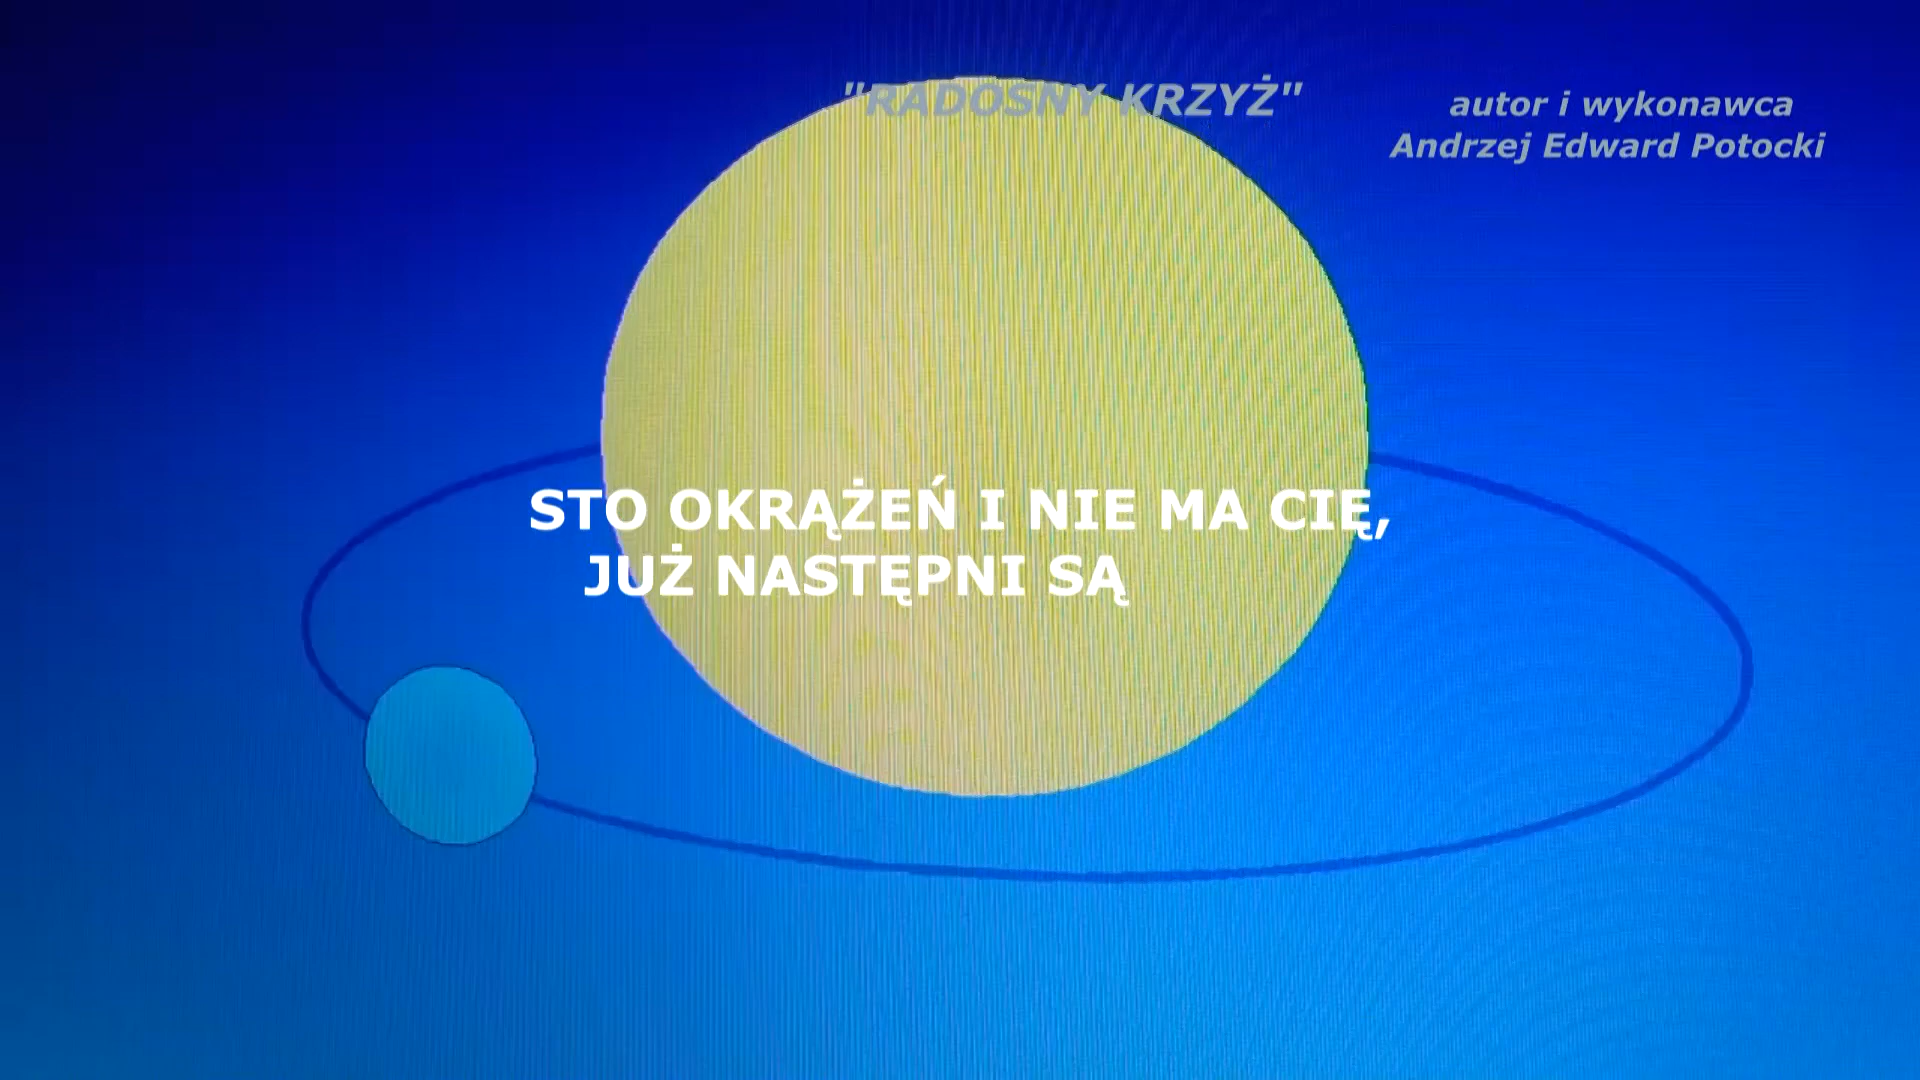 "RADOSNY KRZYŻ"
autor i wykonawca
Andrzej Edward Potocki
STO OKRĄŻEŃ I NIE MA CIĘ,
JUŻ NASTĘPNI SĄ